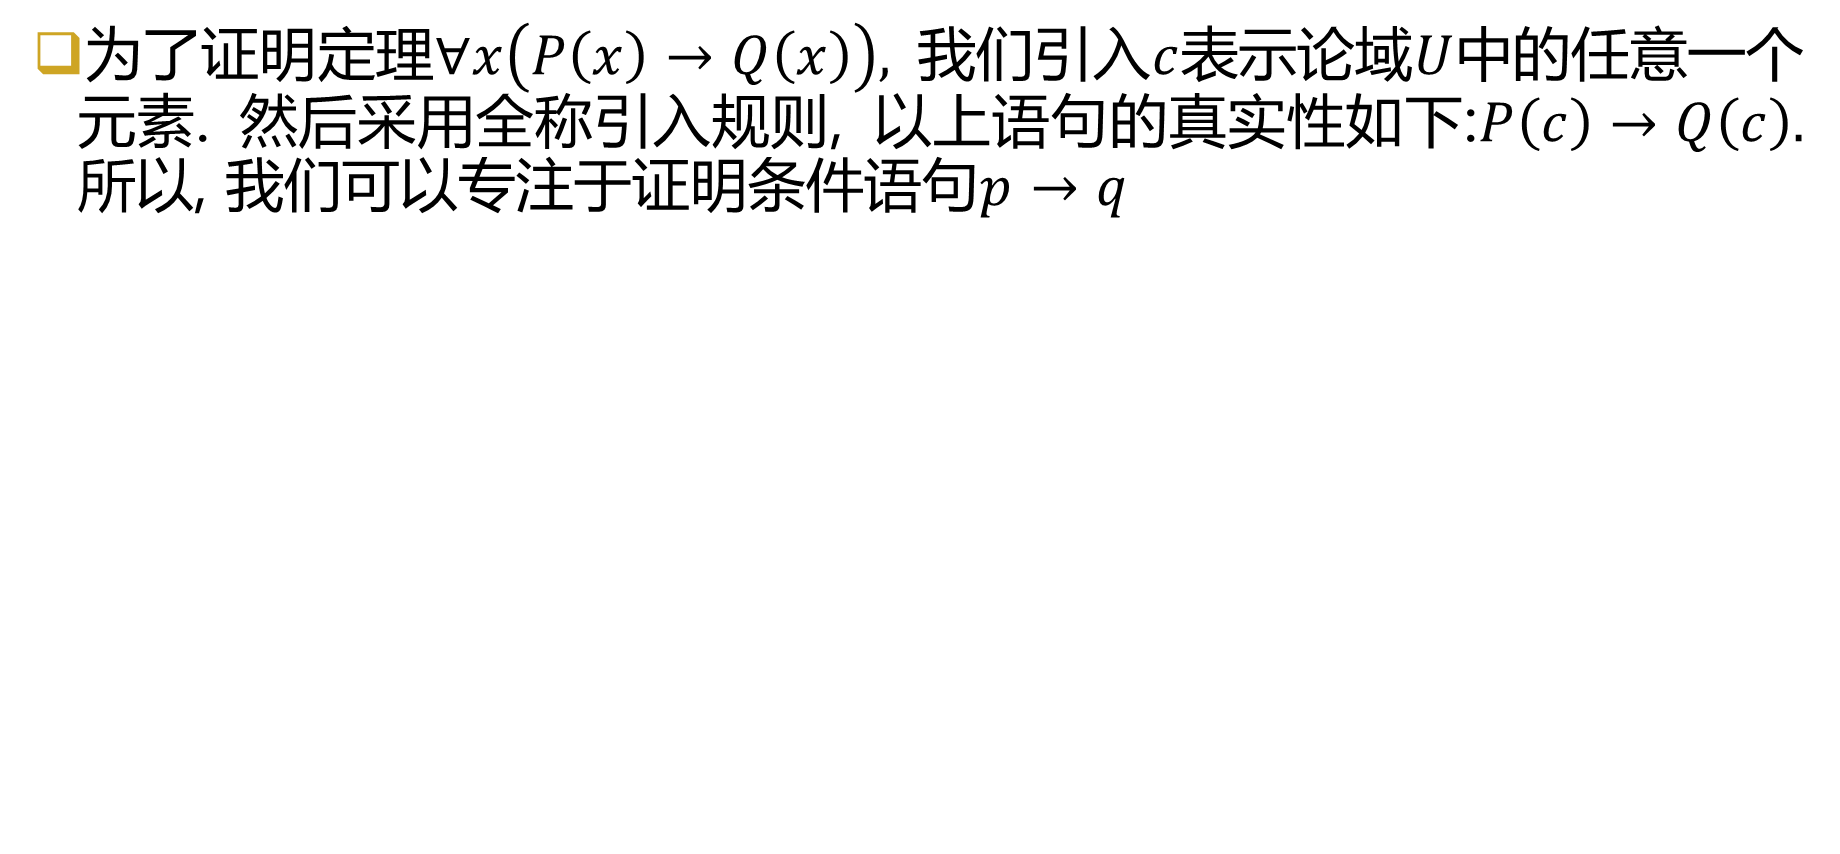 ❑为了证明定理∀x(P(x) → Q(x)), 我们引入c表示论域U中的任意一个
元素. 然后采用全称引入规则, 以上语句的真实性如下:P(c) → Q(c).
所以, 我们可以专注于证明条件语句p → q